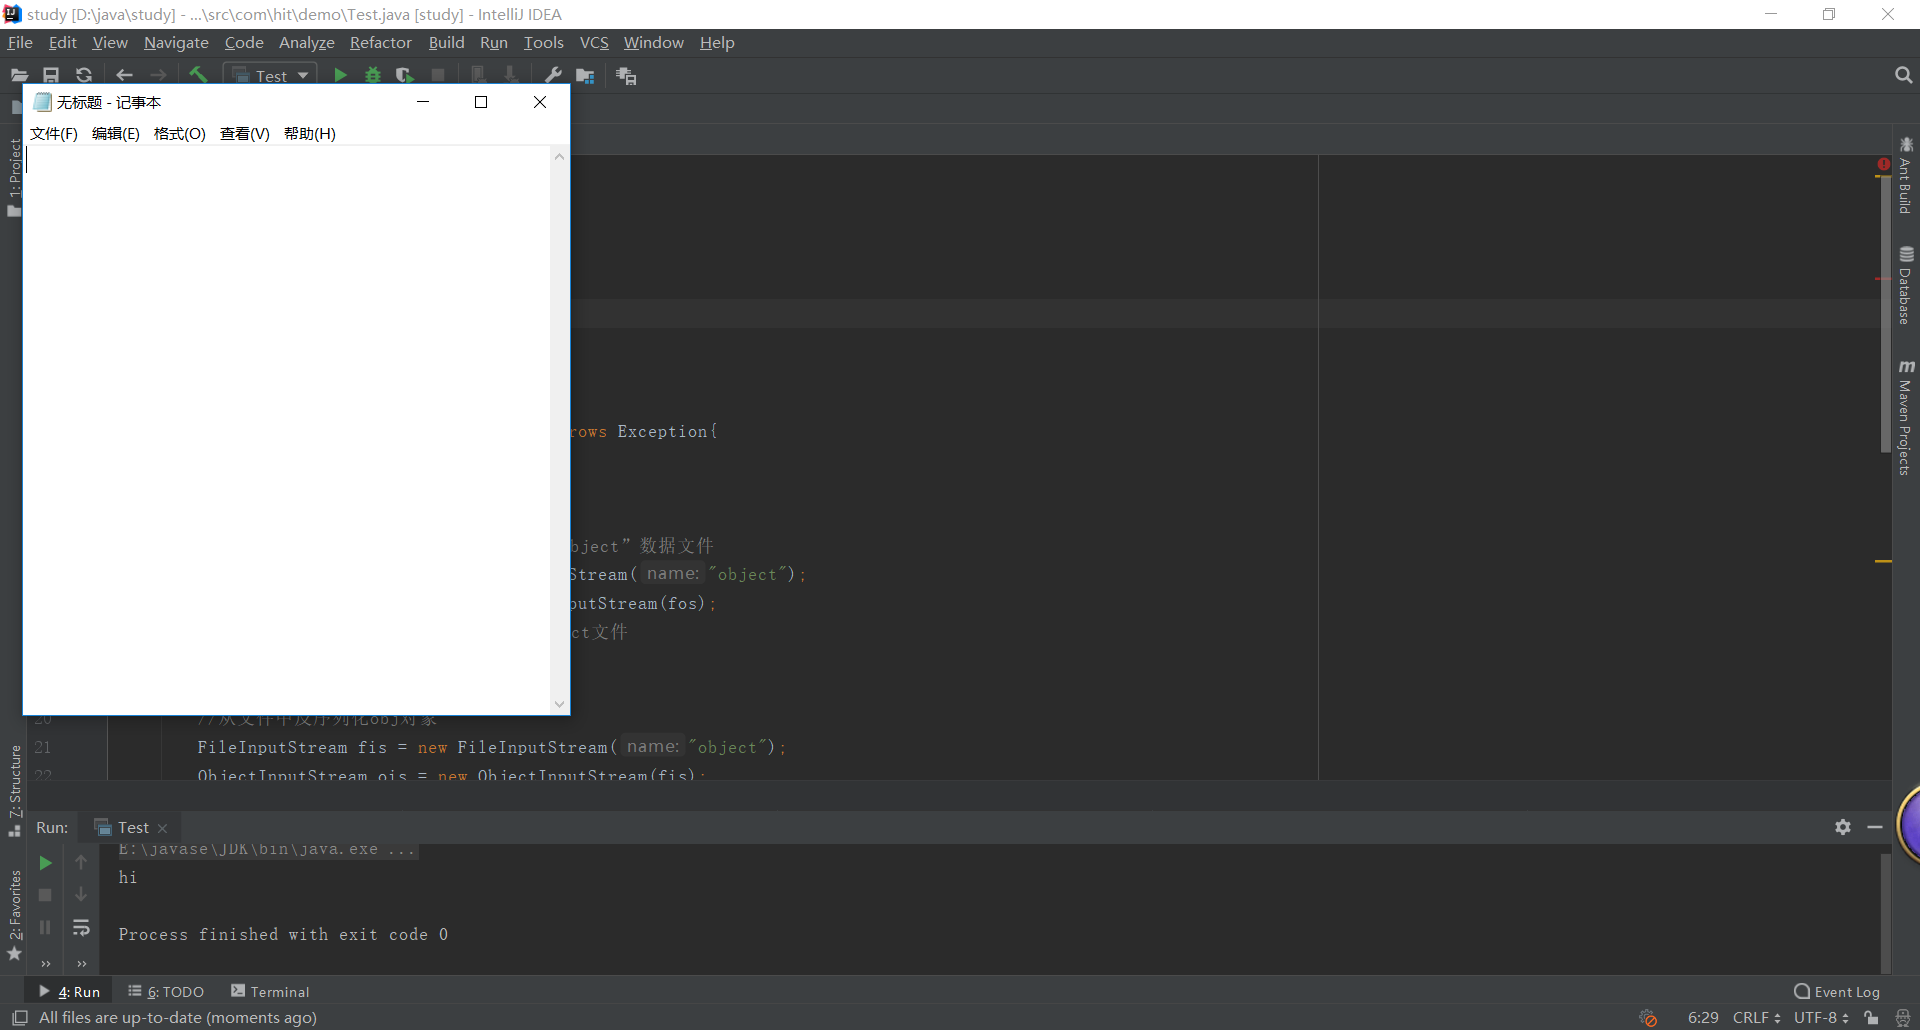 study [D:\java\study] - ...\src\com\hit\demo\Test.java [study] - IntelliJ IDEA
File Edit View Navigate Code Analyze Refactor Build Run Tools VCS Window Help
Test
无标题 - 记事本
文件(F) 编辑(E) 格式(O) 查看(V) 帮助(H)
1: Project
Ant Build
Database
Maven Projects
rows Exception{
bject”数据文件
Stream( name: "object");
putStream(fos);
ct文件
20 //从文件中反序列化obj对象
21 FileInputStream fis = new FileInputStream( name: "object");
22 ObjectInputStream ois = new ObjectInputStream(fis);
7: Structure
2: Favorites
Run: Test
E:\javase\JDK\bin\java.exe ...
hi
Process finished with exit code 0
4: Run 6: TODO Terminal Event Log
All files are up-to-date (moments ago) 6:29 CRLF UTF-8